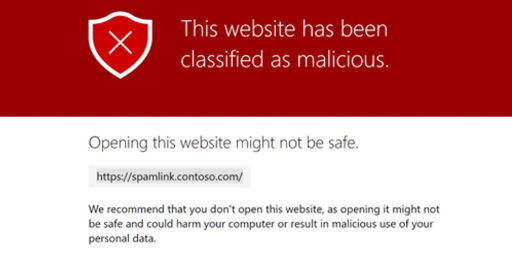 This website has been
classified as malicious.
Opening this website might not be safe.
https://spamlink.contoso.com/
We recommend that you don't open this website, as opening it might not
be safe and could harm your computer or result in malicious use of your
personal data.